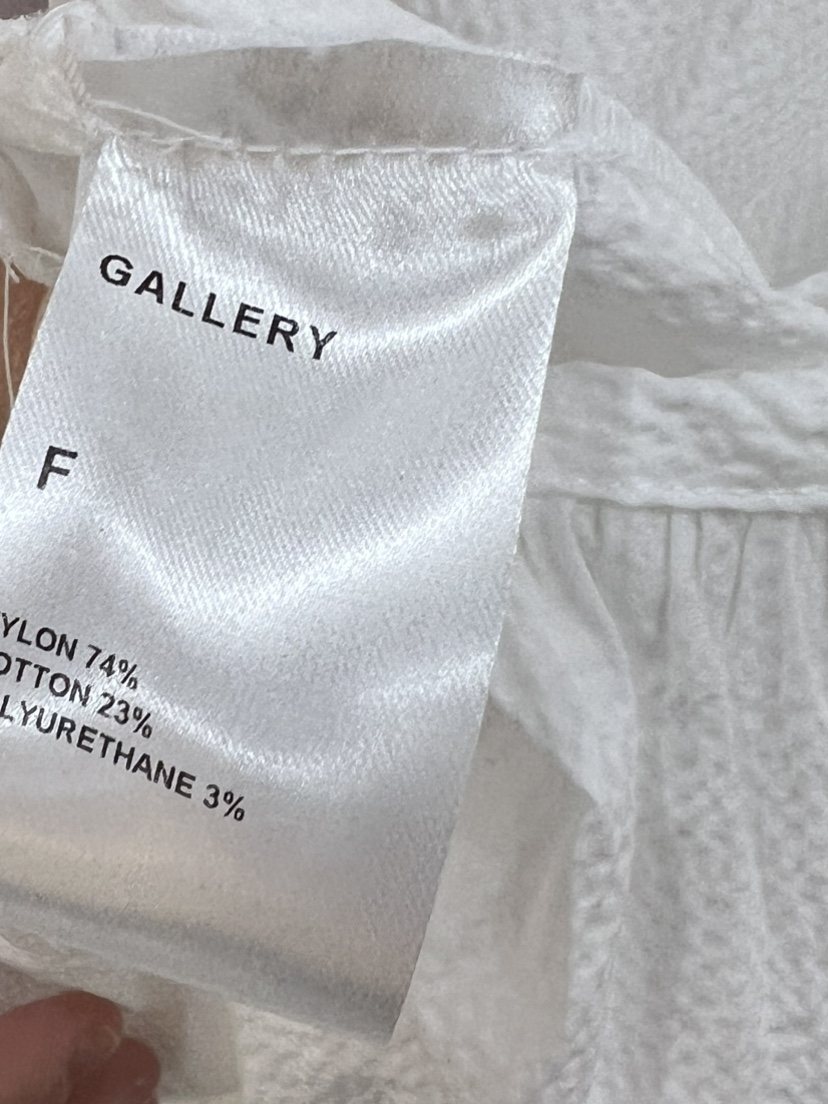 GALLERY
F
YLON 74%
OTTON 23%
LYURETHANE 3%